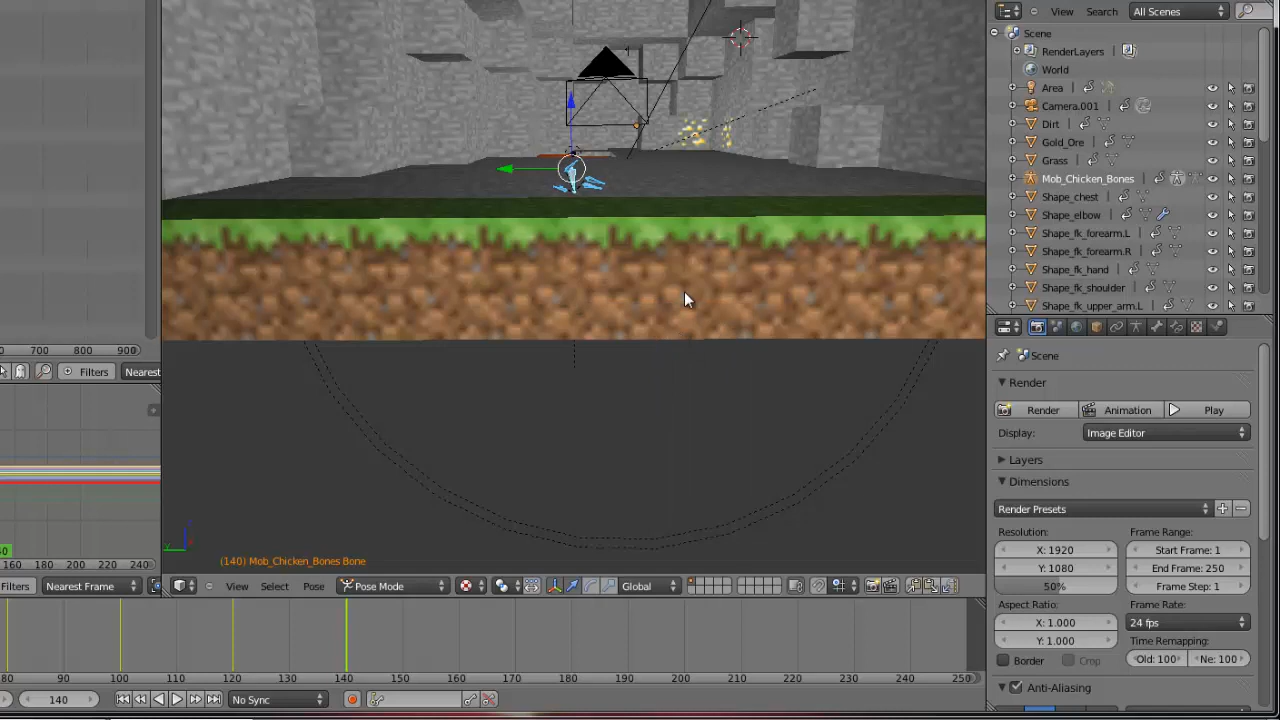 View Search All Scenes
Scene
RenderLayers
World
Area
Camera.001
Dirt
Gold_Ore
Grass
Mob_Chicken_Bones
Shape_chest
Shape_elbow
Shape_fk_forearm.L
Shape_fk_forearm.R
Shape_fk_hand
Shape_fk_shoulder
Shape_fk_upper_arm.L
700 800 900
Filters Nearest
Scene
Render
Render Animation Play
Display: Image Editor
Layers
Dimensions
Render Presets
Resolution: Frame Range:
X: 1920 Start Frame: 1
Y: 1080 End Frame: 250
50% Frame Step: 1
Aspect Ratio: Frame Rate:
X: 1.000 24 fps
Y: 1.000 Time Remapping:
Border Crop Old: 100 Ne: 100
Anti-Aliasing
160 180 200 220 240
(140) Mob_Chicken_Bones Bone
Filters Nearest Frame View Select Pose Pose Mode Global
80 90 100 110 120 130 140 150 160 170 180 190 200 210 220 230 240 250
140 No Sync